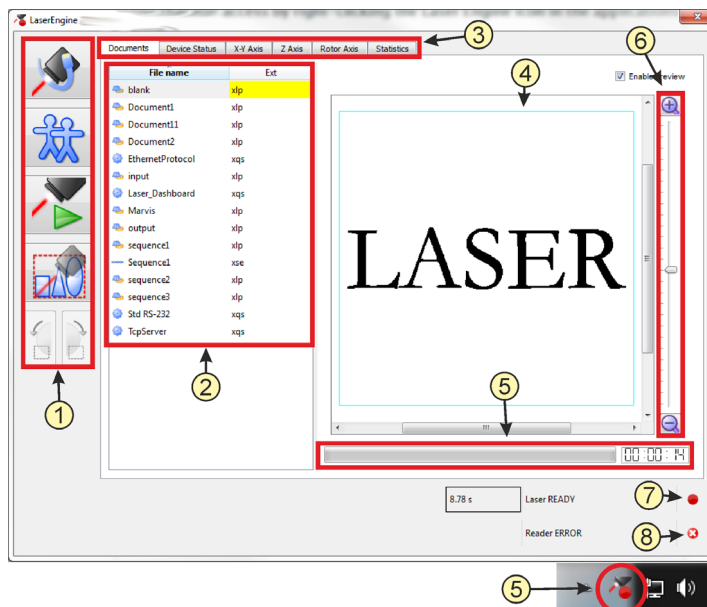 LaserEngine
Documents Device Status X-Y Axis Z Axis Rotor Axis Statistics
3
6
4
Enable
review
File name Ext
blank xlp
Document1 xlp
Document11 xlp
Document2 xlp
EthernetProtocol xqs
input xlp
Laser_Dashboard xqs
Marvis xlp
output xlp
sequence1 xlp
Sequence1 xse
sequence2 xlp
sequence3 xlp
Std RS-232 xqs
TcpServer xqs
LASER
1
2
5
00:00:14
8.78 s Laser READY
7
Reader ERROR
8
5